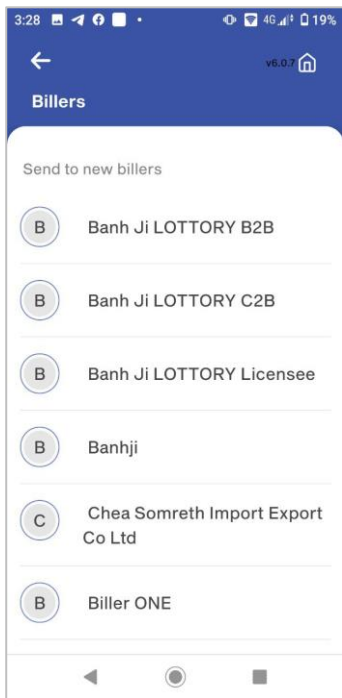 3:28
4G
19%
v6.0.7
Billers
Send to new billers
B
Banh Ji LOTTORY B2B
B
Banh Ji LOTTORY C2B
B
Banh Ji LOTTORY Licensee
B
Banhji
C
Chea Somreth Import Export
Co Ltd
B
Biller ONE